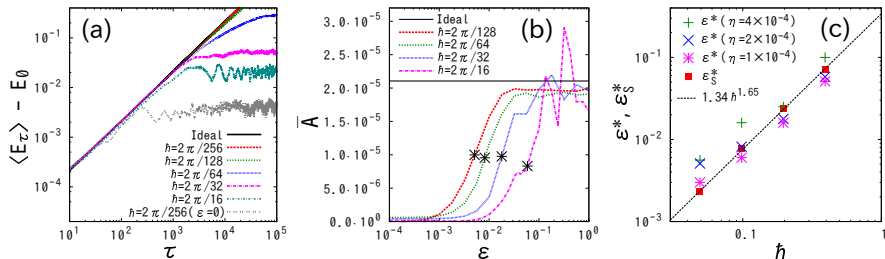 (a)
⟨E_τ⟩ − E_0
10^-1
10^-2
10^-3
10^-4
Ideal
ħ=2π/256
ħ=2π/128
ħ=2π/64
ħ=2π/32
ħ=2π/16
ħ=2π/256(ε=0)
10^1
10^2
10^3
10^4
10^5
τ
(b)
A̅
3.0×10^-5
2.5×10^-5
2.0×10^-5
1.5×10^-5
1.0×10^-5
5.0×10^-6
0.0×10^0
Ideal
ħ=2π/128
ħ=2π/64
ħ=2π/32
ħ=2π/16
10^-4
10^-3
10^-2
10^-1
10^0
ε
(c)
ε*, ε_S*
10^-1
10^-2
10^-3
ε*(η=4×10^-4)
ε*(η=2×10^-4)
ε*(η=1×10^-4)
ε_S*
1.34ħ^1.65
0.1
1
ħ